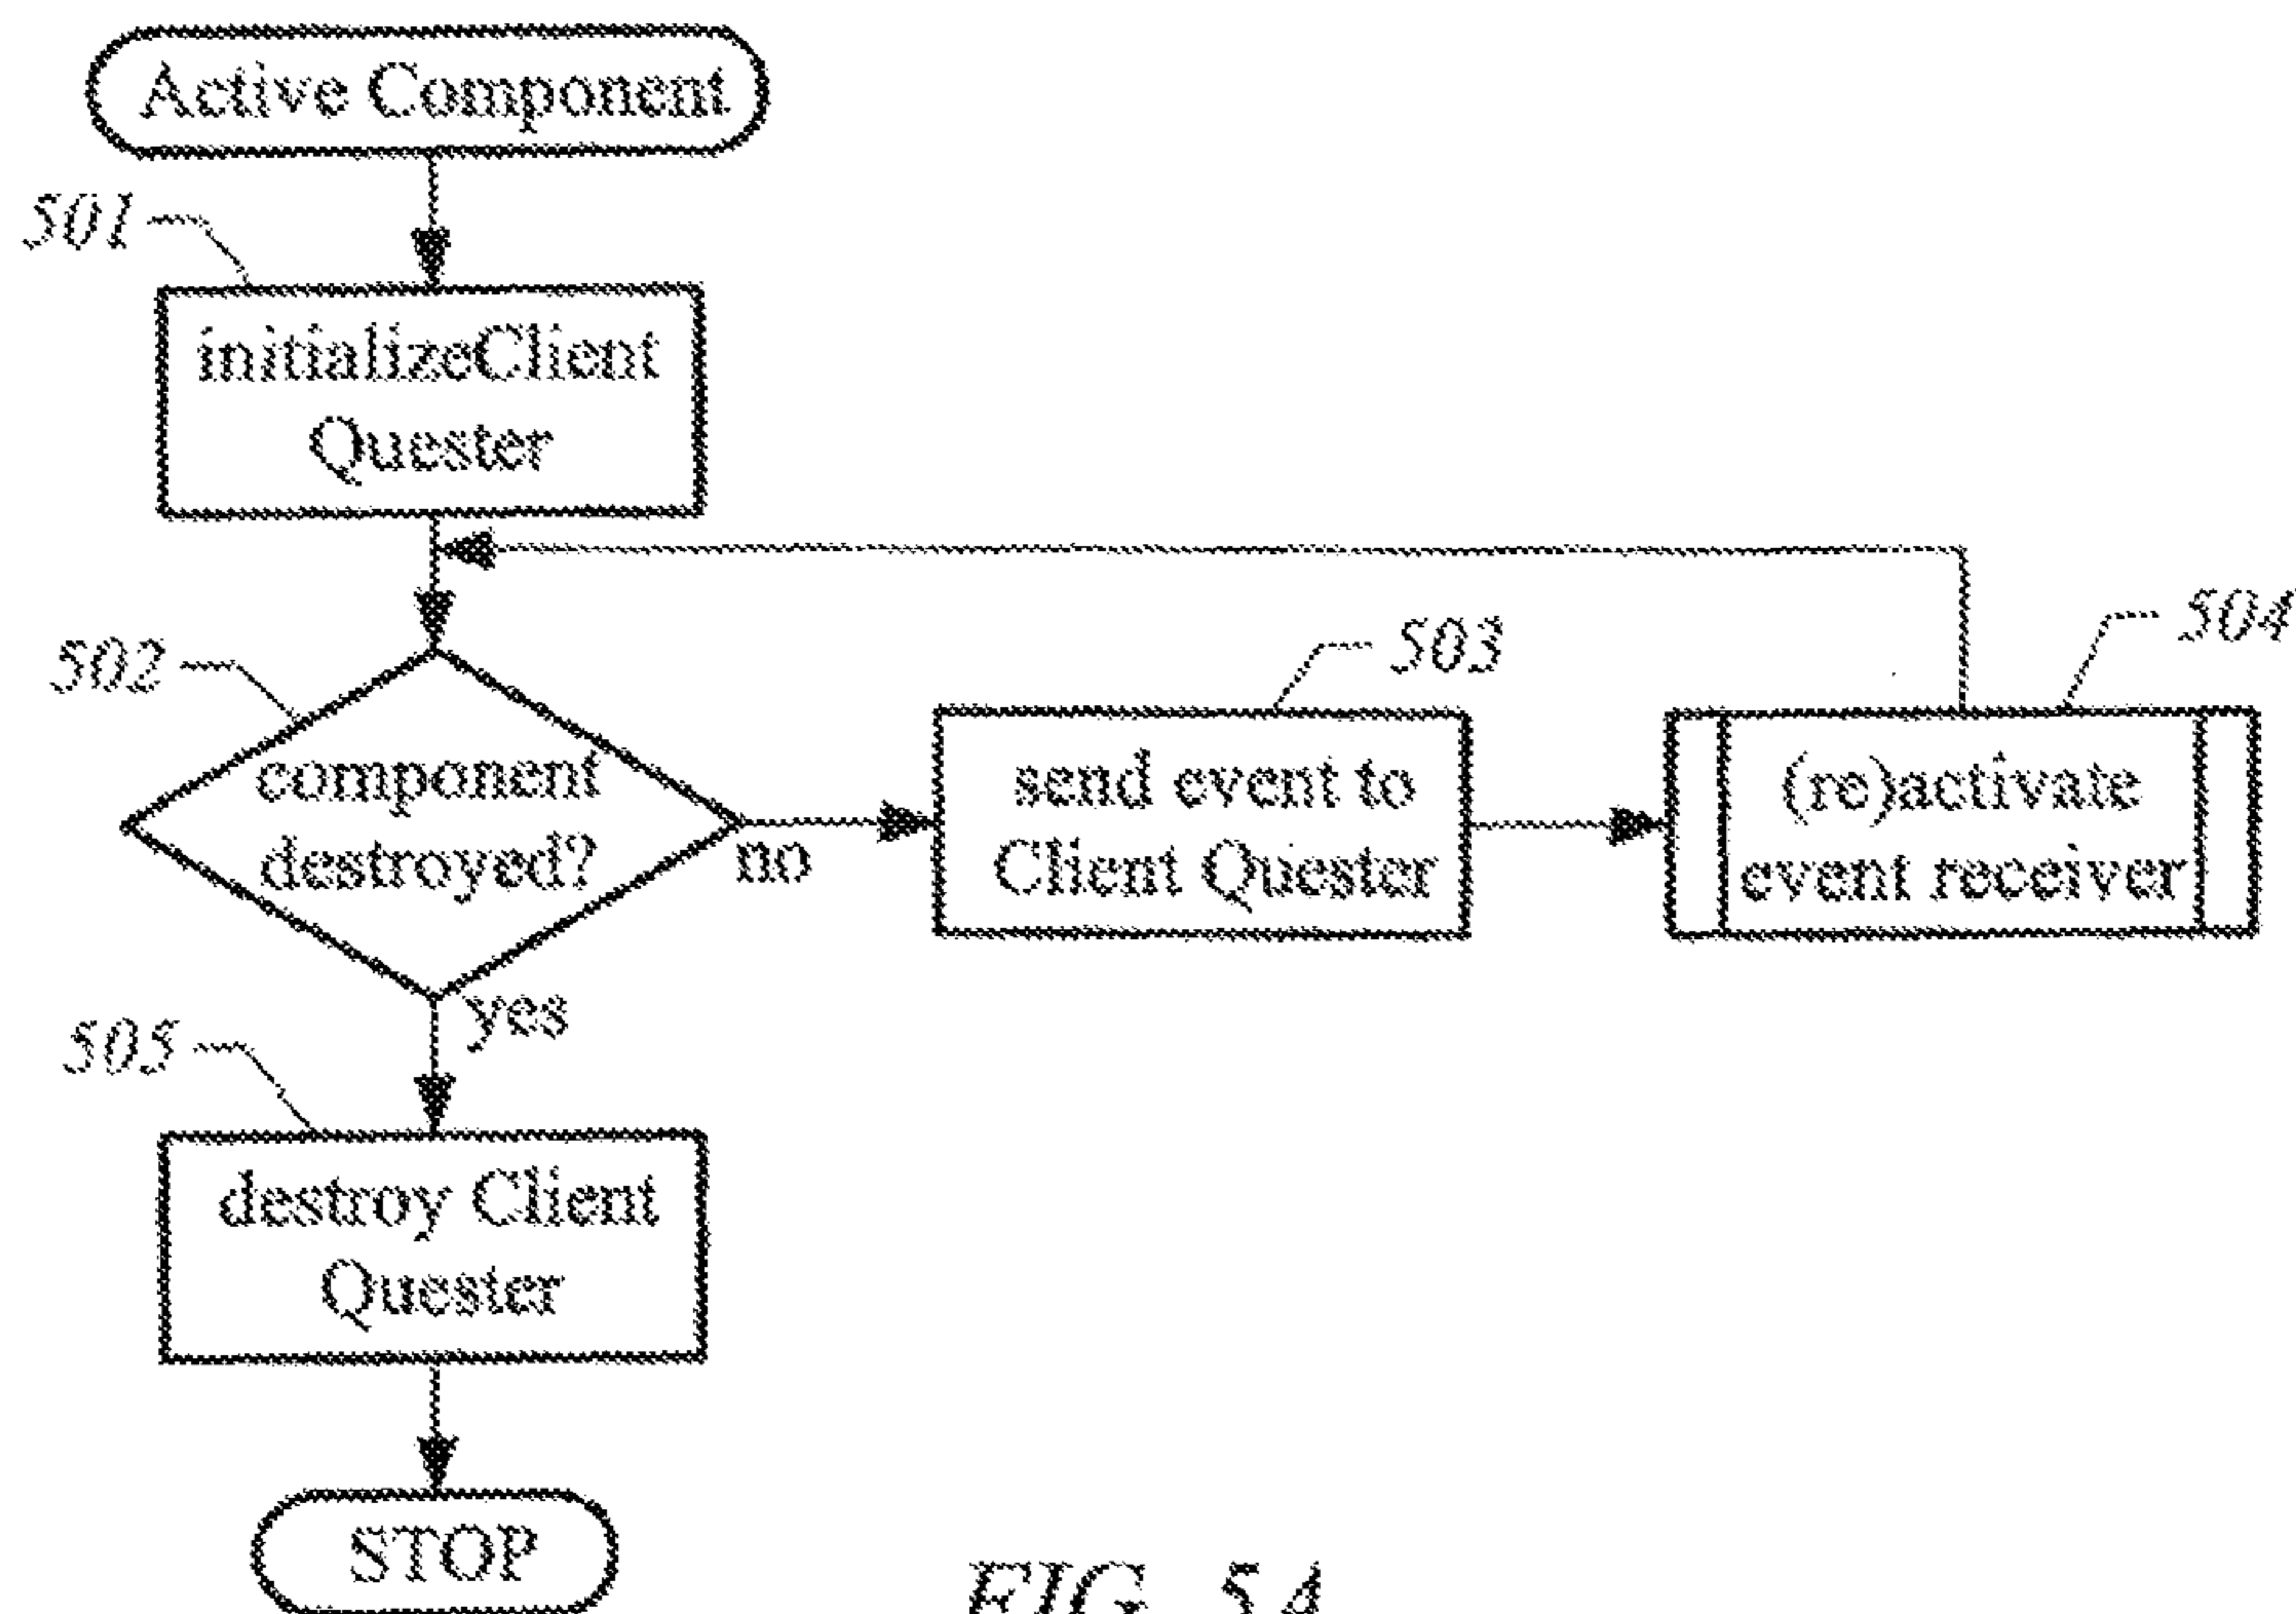 Active Component
501
initializeClient
Quester
502
component
destroyed?
no
yes
503
send event to
Client Quester
504
(re)activate
event receiver
505
destroy Client
Quester
STOP
FIG. 5A